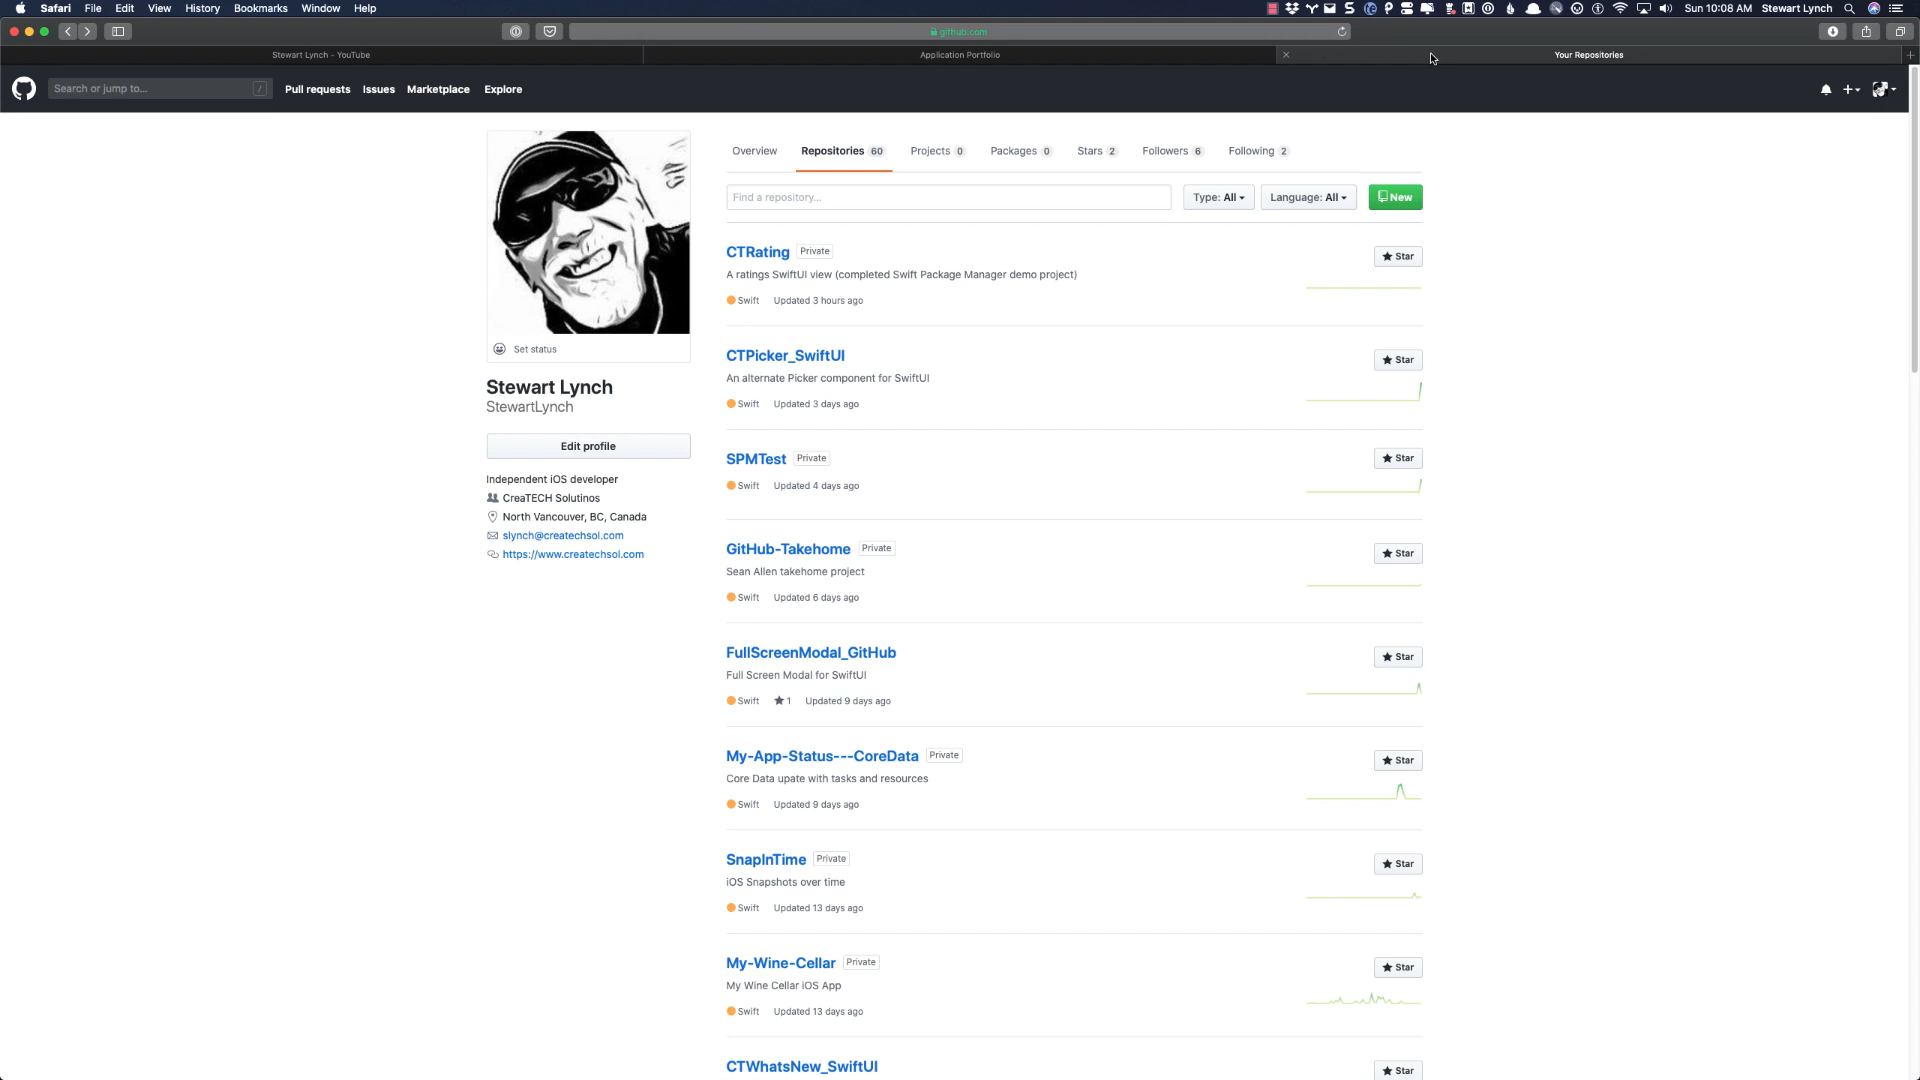 Safari File Edit View History Bookmarks Window Help
Sun 10:08 AM Stewart Lynch
github.com
Stewart Lynch - YouTube
Application Portfolio
Your Repositories
Search or jump to... /
Pull requests Issues Marketplace Explore
Overview Repositories 60 Projects 0 Packages 0 Stars 2 Followers 6 Following 2
Find a repository...
Type: All
Language: All
New
Set status
Stewart Lynch
StewartLynch
Edit profile
Independent iOS developer
CreaTECH Solutinos
North Vancouver, BC, Canada
slynch@createchsol.com
https://www.createchsol.com
CTRating Private
Star
A ratings SwiftUI view (completed Swift Package Manager demo project)
Swift Updated 3 hours ago
CTPicker_SwiftUI
Star
An alternate Picker component for SwiftUI
Swift Updated 3 days ago
SPMTest Private
Star
Swift Updated 4 days ago
GitHub-Takehome Private
Star
Sean Allen takehome project
Swift Updated 6 days ago
FullScreenModal_GitHub
Star
Full Screen Modal for SwiftUI
Swift 1 Updated 9 days ago
My-App-Status---CoreData Private
Star
Core Data upate with tasks and resources
Swift Updated 9 days ago
SnapInTime Private
Star
iOS Snapshots over time
Swift Updated 13 days ago
My-Wine-Cellar Private
Star
My Wine Cellar iOS App
Swift Updated 13 days ago
CTWhatsNew_SwiftUI
Star